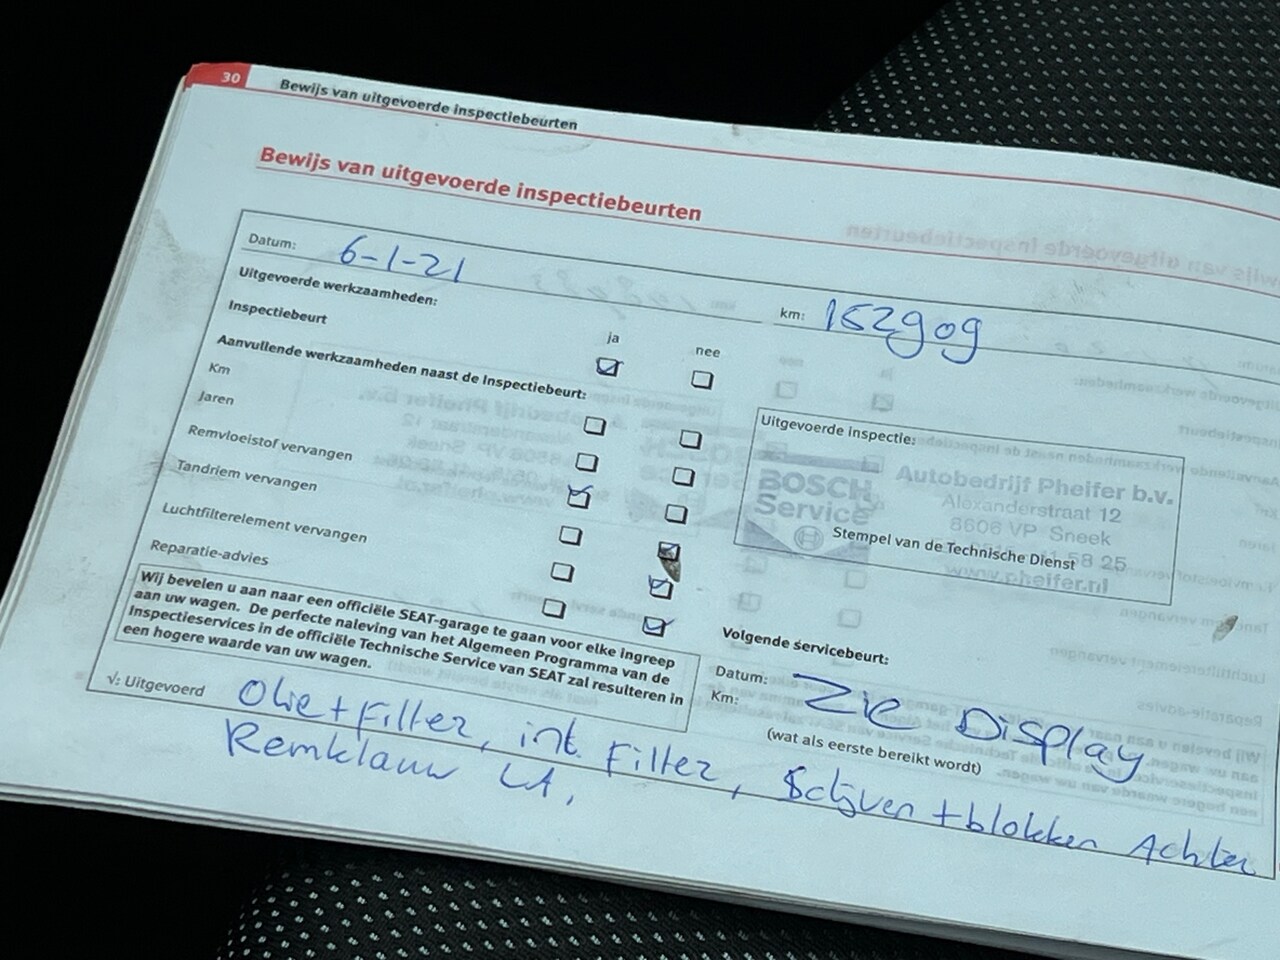 30
Bewijs van uitgevoerde inspectiebeurten
Bewijs van uitgevoerde inspectiebeurten
Datum: 6-1-21
km: 152909
Uitgevoerde werkzaamheden:
ja nee
Inspectiebeurt
Aanvullende werkzaamheden naast de Inspectiebeurt:
Km
Jaren
Remvloeistof vervangen
Tandriem vervangen
Luchtfilterelement vervangen
Reparatie-advies
Wij bevelen u aan naar een officiële SEAT-garage te gaan voor elke ingreep
aan uw wagen. De perfecte naleving van het Algemeen Programma van de
Inspectieservices in de officiële Technische Service van SEAT zal resulteren in
een hogere waarde van uw wagen.
√: Uitgevoerd
Uitgevoerde inspectie:
BOSCH
Service
Autobedrijf Pheifer b.v.
Alexanderstraat 12
8606 VP Sneek
58 25
www.pheifer.nl
Stempel van de Technische Dienst
Volgende servicebeurt:
Datum:
Km:
Zie Display
(wat als eerste bereikt wordt)
Olie + Filter, int. Filter, Schijven + blokken Achter
Remklauw LA,